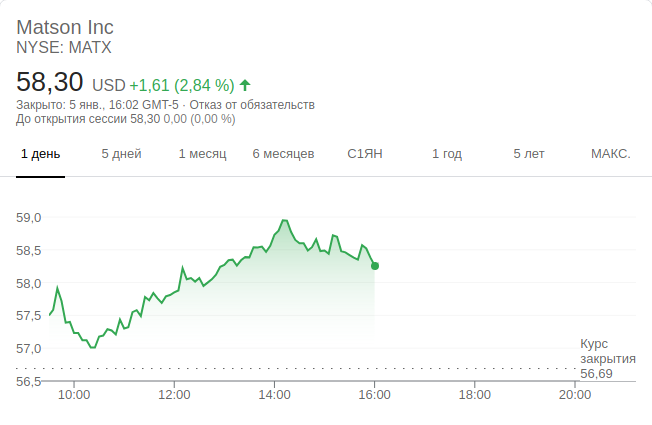 Matson Inc
NYSE: MATX
58,30 USD +1,61 (2,84 %)
Закрыто: 5 янв., 16:02 GMT-5 · Отказ от обязательств
До открытия сессии 58,30 0,00 (0,00 %)
1 день 5 дней 1 месяц 6 месяцев С1ЯН 1 год 5 лет МАКС.
59,0
58,5
58,0
57,5
57,0
56,5
Курс
закрытия
56,69
10:00 12:00 14:00 16:00 18:00 20:00